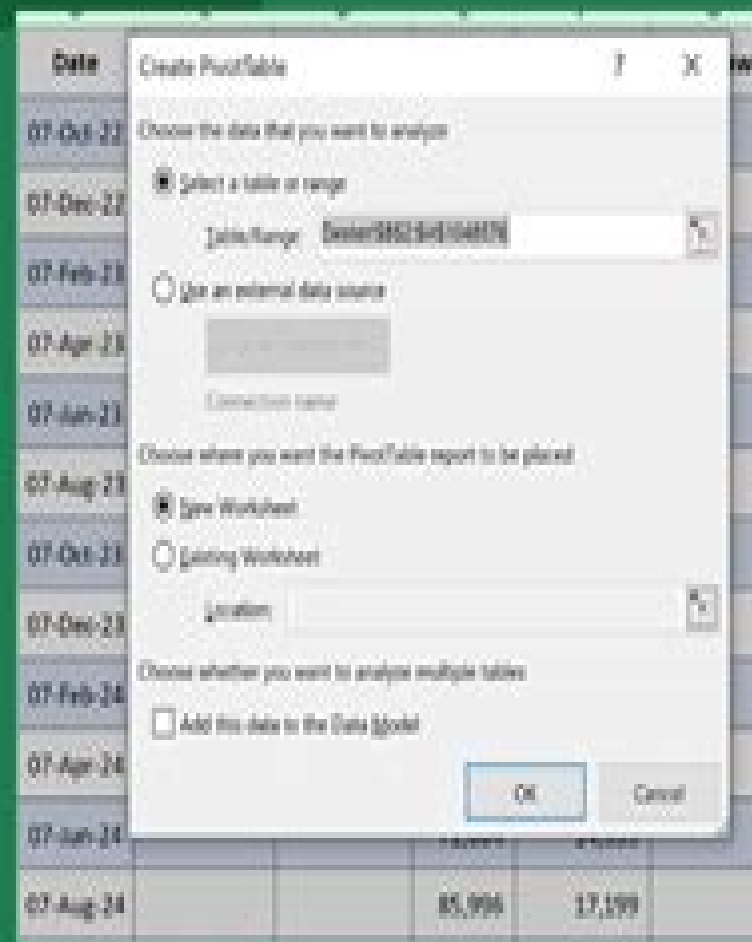 Date
Create PivotTable ? X
07-Oct-22
Choose the data that you want to analyze
Select a table or range
07-Dec-22
Table/Range:
07-Feb-23
Use an external data source
07-Apr-23
Connection name:
07-Jun-23
Choose where you want the PivotTable report to be placed
07-Aug-23
New Worksheet
07-Oct-23
Existing Worksheet
07-Dec-23
Location:
Choose whether you want to analyze multiple tables
07-Feb-24
Add this data to the Data Model
07-Apr-24
OK Cancel
07-Jun-24
07-Aug-24 85,996 17,199